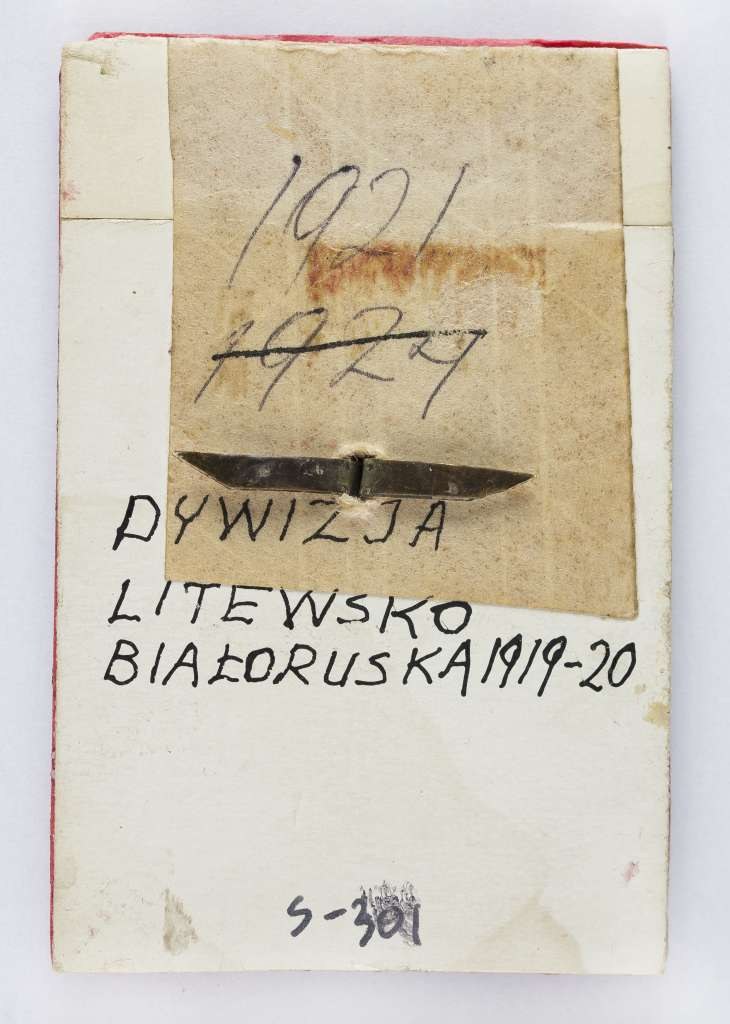 1921
1924
DYWIZJA
LITEWSKO
BIAŁORUSKA 1919-20
S-301